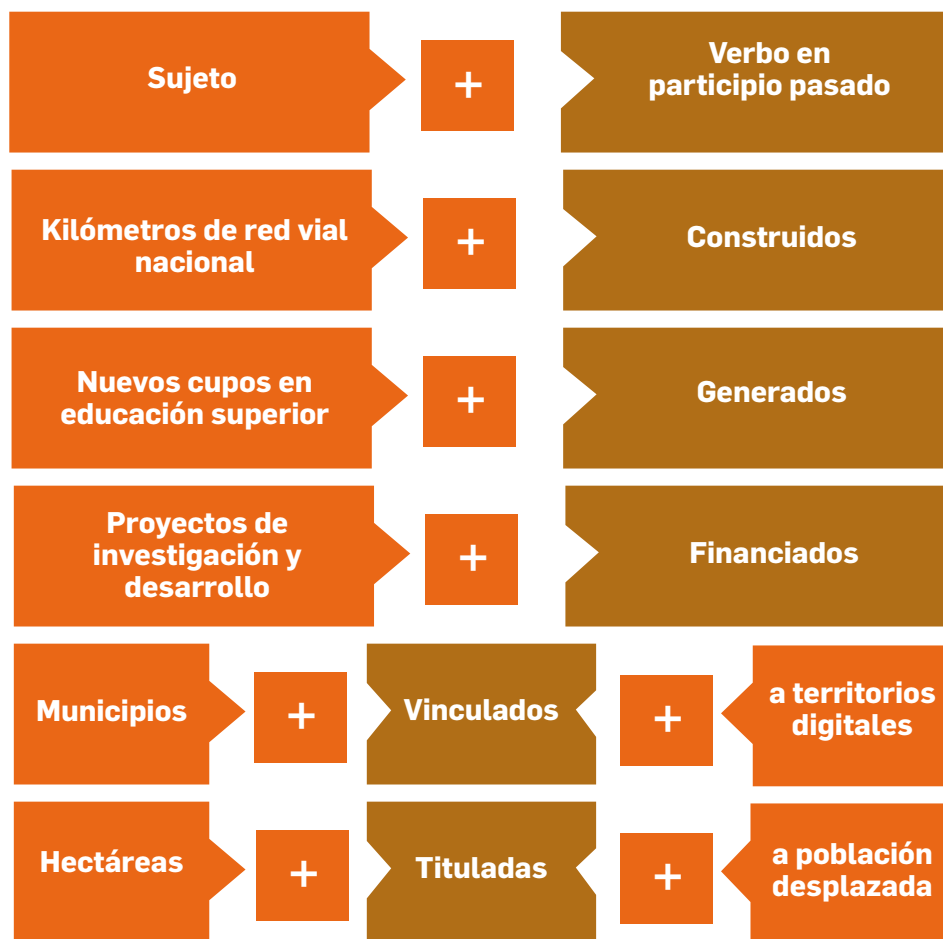 Sujeto
+
Verbo en
participio pasado
Kilómetros de red vial
nacional
+
Construidos
Nuevos cupos en
educación superior
+
Generados
Proyectos de
investigación y
desarrollo
+
Financiados
Municipios
+
Vinculados
+
a territorios
digitales
Hectáreas
+
Tituladas
+
a población
desplazada